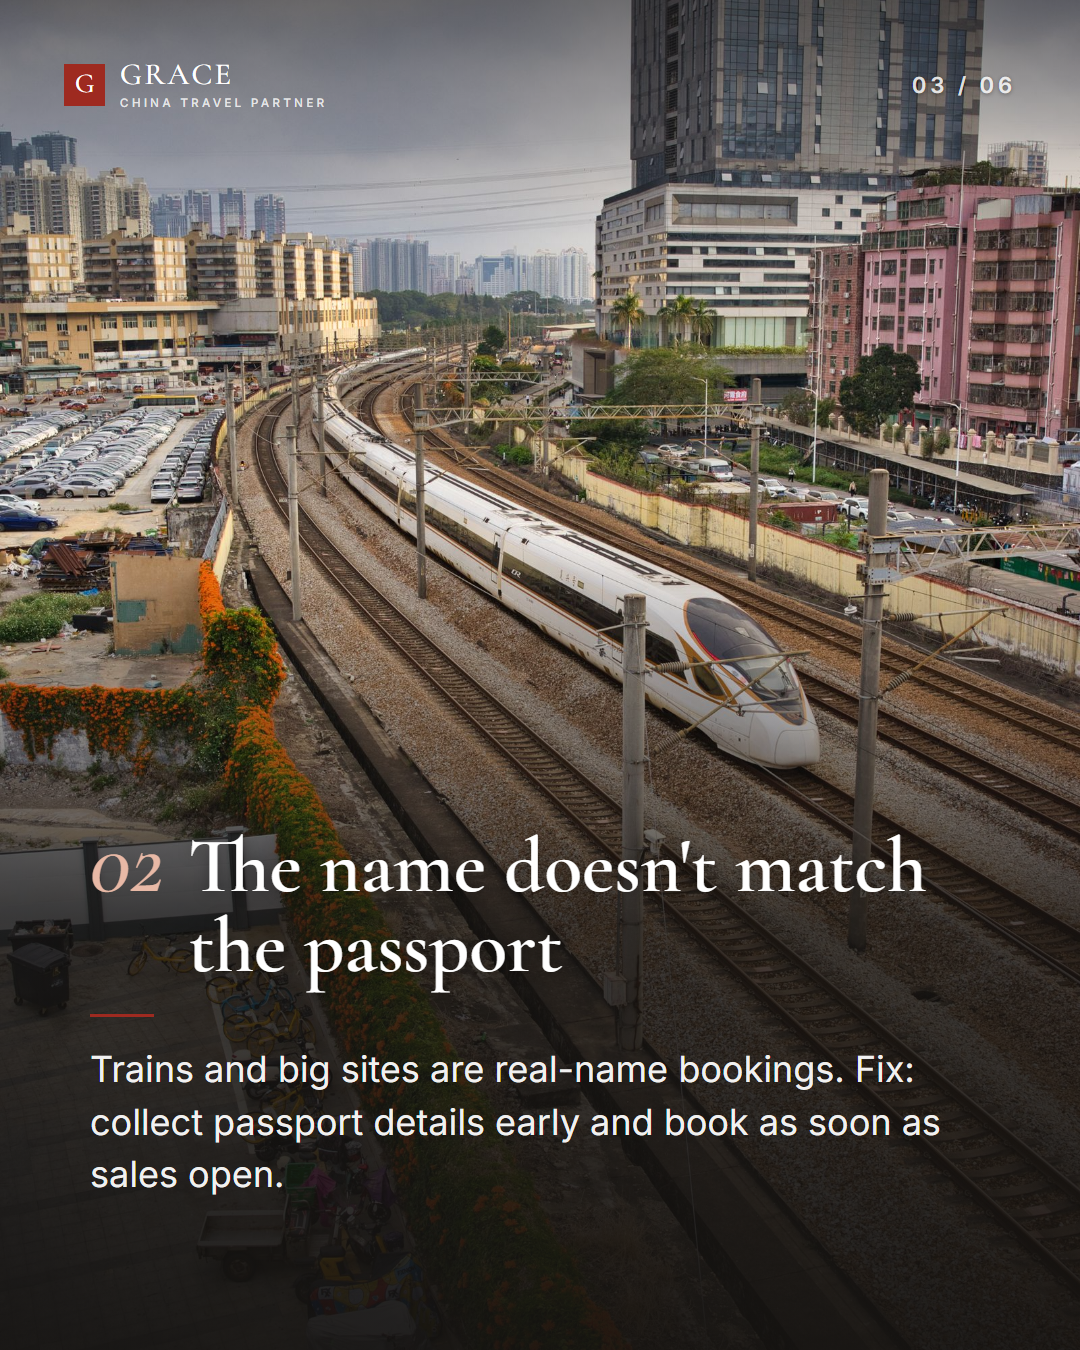 G
GRACE
CHINA TRAVEL PARTNER
03 / 06
02 The name doesn't match
the passport
Trains and big sites are real-name bookings. Fix:
collect passport details early and book as soon as
sales open.